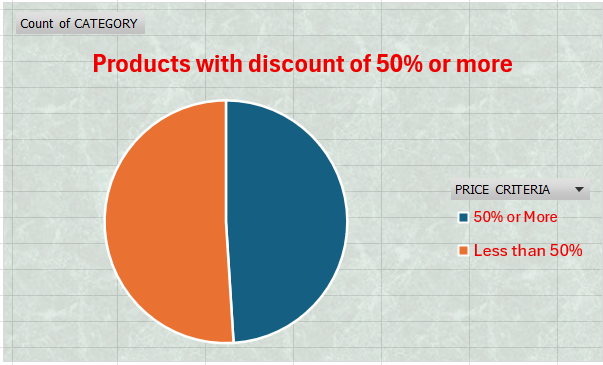 Count of CATEGORY
Products with discount of 50% or more
PRICE CRITERIA
50% or More
Less than 50%